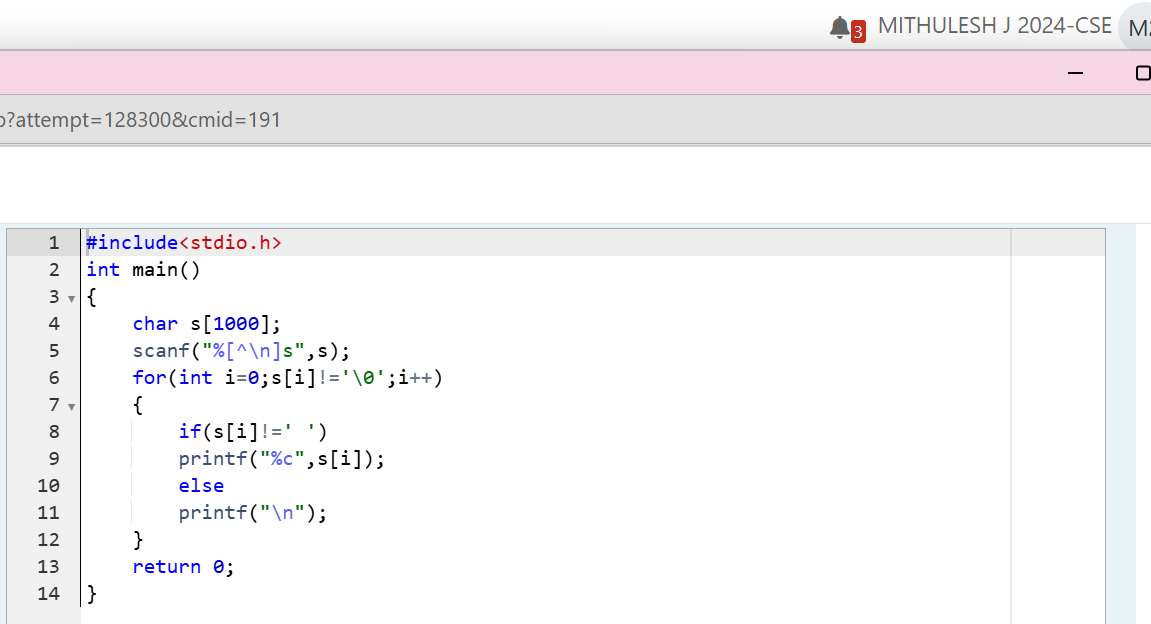 3 MITHULESH J 2024-CSE
?attempt=128300&cmid=191
1 #include<stdio.h>
2 int main()
3 {
4 char s[1000];
5 scanf("%[^\n]s",s);
6 for(int i=0;s[i]!='\0';i++)
7 {
8 if(s[i]!=' ')
9 printf("%c",s[i]);
10 else
11 printf("\n");
12 }
13 return 0;
14 }